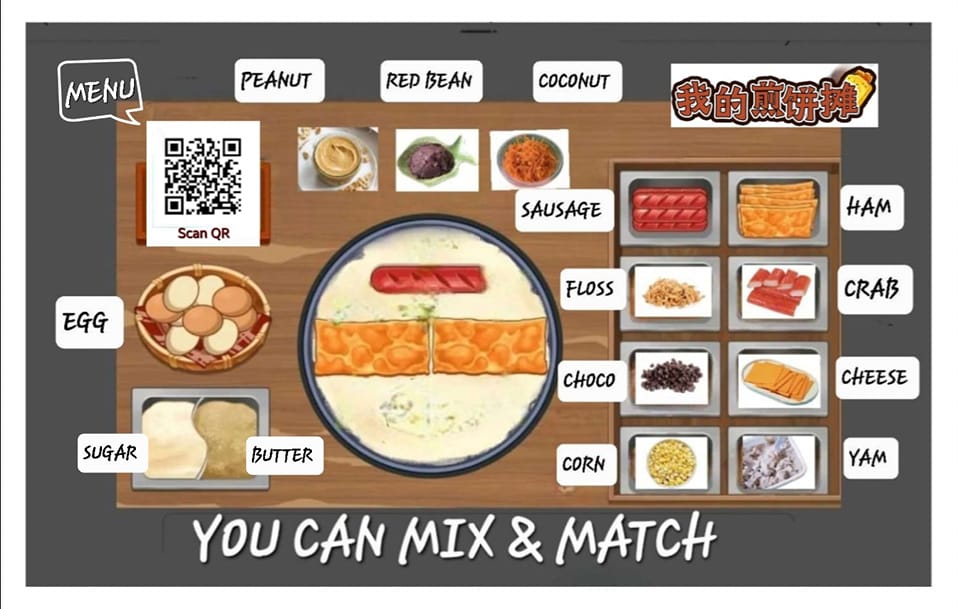 MENU
PEANUT
RED BEAN
COCONUT
我的煎饼摊
Scan QR
SAUSAGE
HAM
EGG
FLOSS
CRAB
CHOCO
CHEESE
SUGAR
BUTTER
CORN
YAM
YOU CAN MIX & MATCH